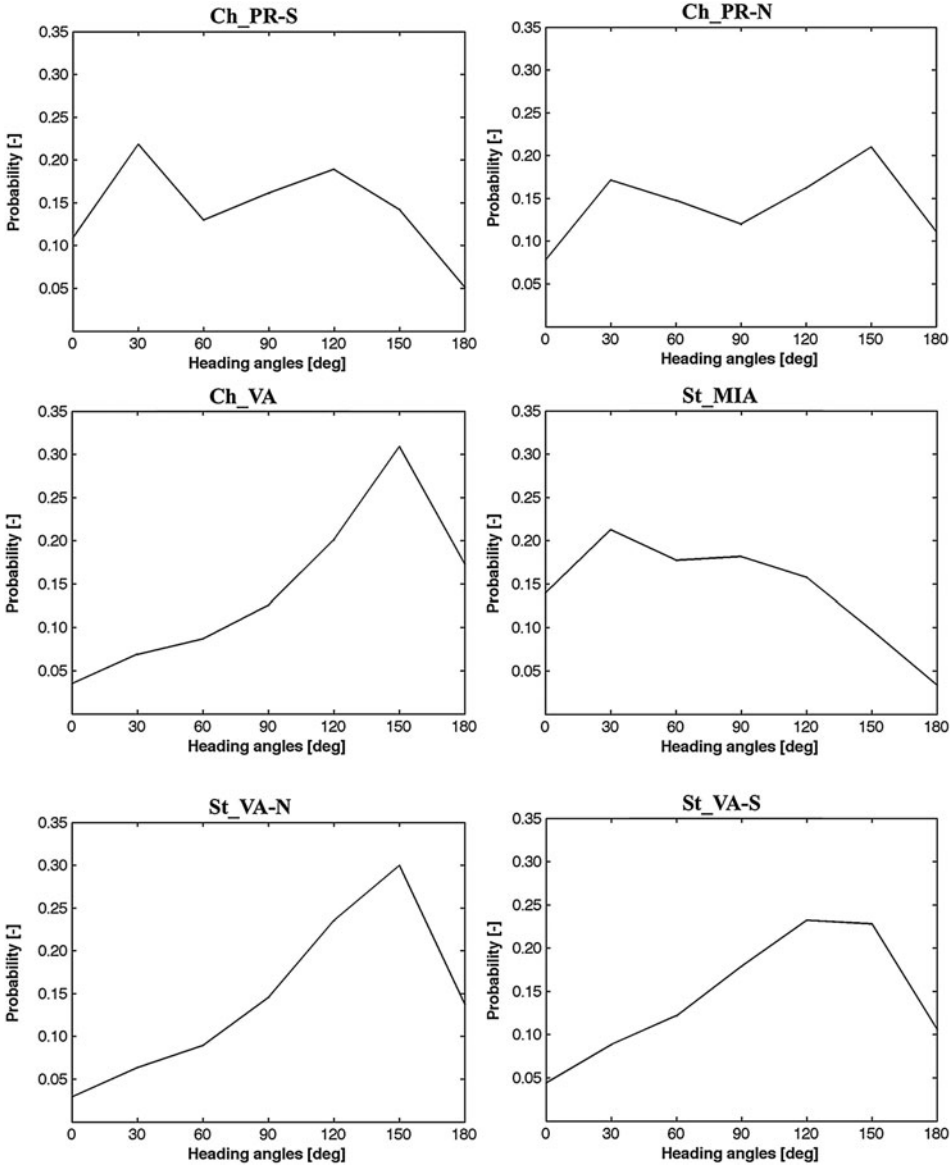 Ch_PR-S
0.35
0.30
0.25
0.20
0.15
0.10
0.05
Probability [-]
0 30 60 90 120 150 180
Heading angles [deg]
Ch_PR-N
0.35
0.30
0.25
0.20
0.15
0.10
0.05
Probability [-]
0 30 60 90 120 150 180
Heading angles [deg]
Ch_VA
0.35
0.30
0.25
0.20
0.15
0.10
0.05
Probability [-]
0 30 60 90 120 150 180
Heading angles [deg]
St_MIA
0.35
0.30
0.25
0.20
0.15
0.10
0.05
Probability [-]
0 30 60 90 120 150 180
Heading angles [deg]
St_VA-N
0.35
0.30
0.25
0.20
0.15
0.10
0.05
Probability [-]
0 30 60 90 120 150 180
Heading angles [deg]
St_VA-S
0.35
0.30
0.25
0.20
0.15
0.10
0.05
Probability [-]
0 30 60 90 120 150 180
Heading angles [deg]